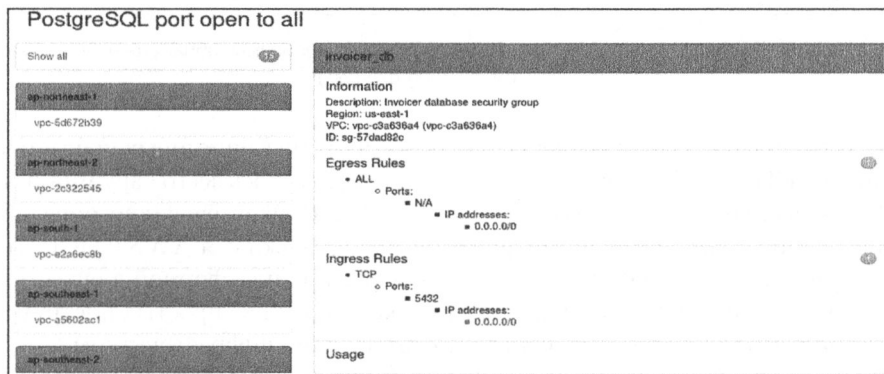 PostgreSQL port open to all
Show all 15
ap-northeast-1
vpc-5d672b39
ap-northeast-2
vpc-2c322545
ap-south-1
vpc-e2a6ec8b
ap-southeast-1
vpc-a5602ac1
ap-southeast-2
invoicer_db
Information
Description: Invoicer database security group
Region: us-east-1
VPC: vpc-c3a636a4 (vpc-c3a636a4)
ID: sg-57dad82c
Egress Rules
ALL
Ports:
N/A
IP addresses:
0.0.0.0/0
Ingress Rules
TCP
Ports:
5432
IP addresses:
0.0.0.0/0
Usage